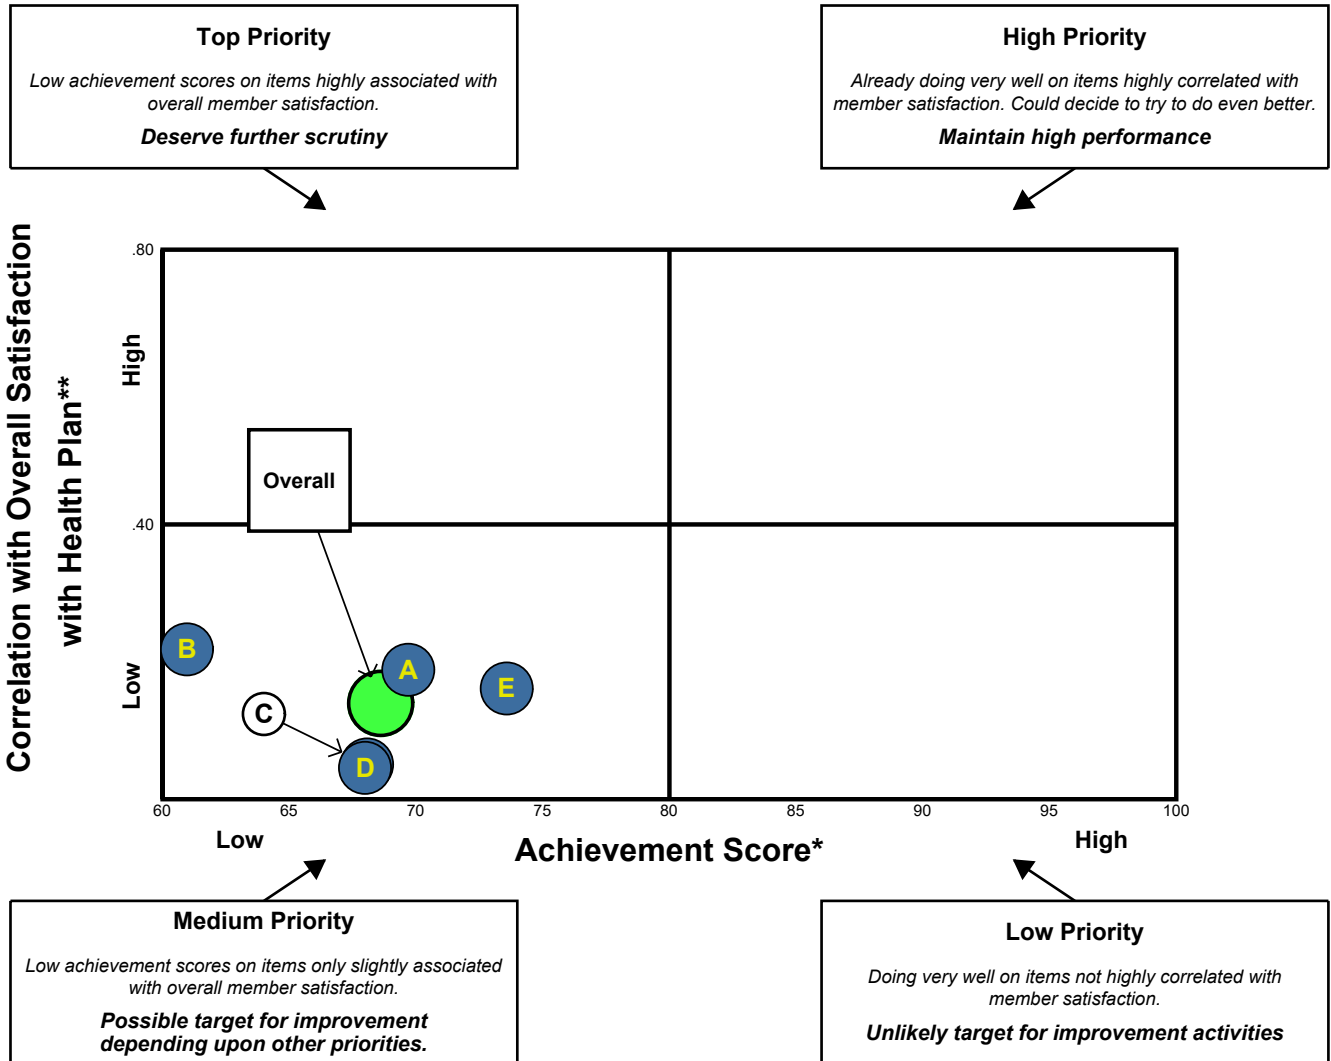 Top Priority
Low achievement scores on items highly associated with
overall member satisfaction.
Deserve further scrutiny
High Priority
Already doing very well on items highly correlated with
member satisfaction. Could decide to try to do even better.
Maintain high performance
Correlation with Overall Satisfaction
with Health Plan**
High
Low
.80
.40
Overall
B
A
E
C
D
60
65
70
75
80
85
90
95
100
Low
Achievement Score*
High
Medium Priority
Low achievement scores on items only slightly associated
with overall member satisfaction.
Possible target for improvement
depending upon other priorities.
Low Priority
Doing very well on items not highly correlated with
member satisfaction.
Unlikely target for improvement activities